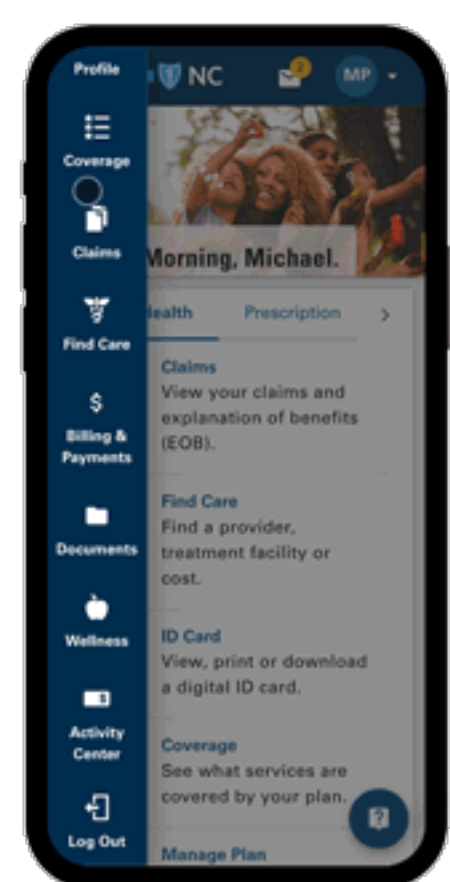 Profile
NC
2
MP
Coverage
Claims
Morning, Michael.
Health
Prescription
Find Care
Claims
View your claims and
explanation of benefits
(EOB).
$
Billing &
Payments
Find Care
Find a provider,
treatment facility or
cost.
Documents
Wellness
ID Card
View, print or download
a digital ID card.
Activity
Center
Coverage
See what services are
covered by your plan.
?
Log Out
Manage Plan